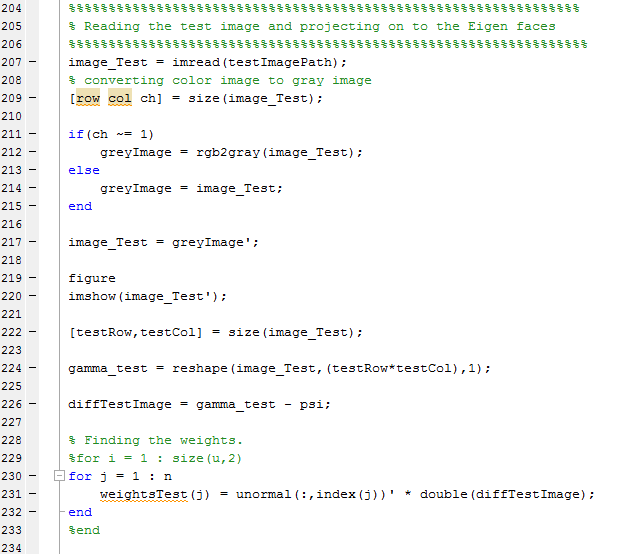 204 %%%%%%%%%%%%%%%%%%%%%%%%%%%%%%%%%%%%%%%%%%%%%%%%%%%%%%%%%%%%%%%%%
205 % Reading the test image and projecting on to the Eigen faces
206 %%%%%%%%%%%%%%%%%%%%%%%%%%%%%%%%%%%%%%%%%%%%%%%%%%%%%%%%%%%%%%%%%%
207 – image_Test = imread(testImagePath);
208 % converting color image to gray image
209 – [row col ch] = size(image_Test);
210
211 – if(ch ~= 1)
212 –     greyImage = rgb2gray(image_Test);
213 – else
214 –     greyImage = image_Test;
215 – end
216
217 – image_Test = greyImage';
218
219 – figure
220 – imshow(image_Test');
221
222 – [testRow,testCol] = size(image_Test);
223
224 – gamma_test = reshape(image_Test,(testRow*testCol),1);
225
226 – diffTestImage = gamma_test - psi;
227
228 % Finding the weights.
229 %for i = 1 : size(u,2)
230 – for j = 1 : n
231 –     weightsTest(j) = unormal(:,index(j))' * double(diffTestImage);
232 – end
233 %end
234